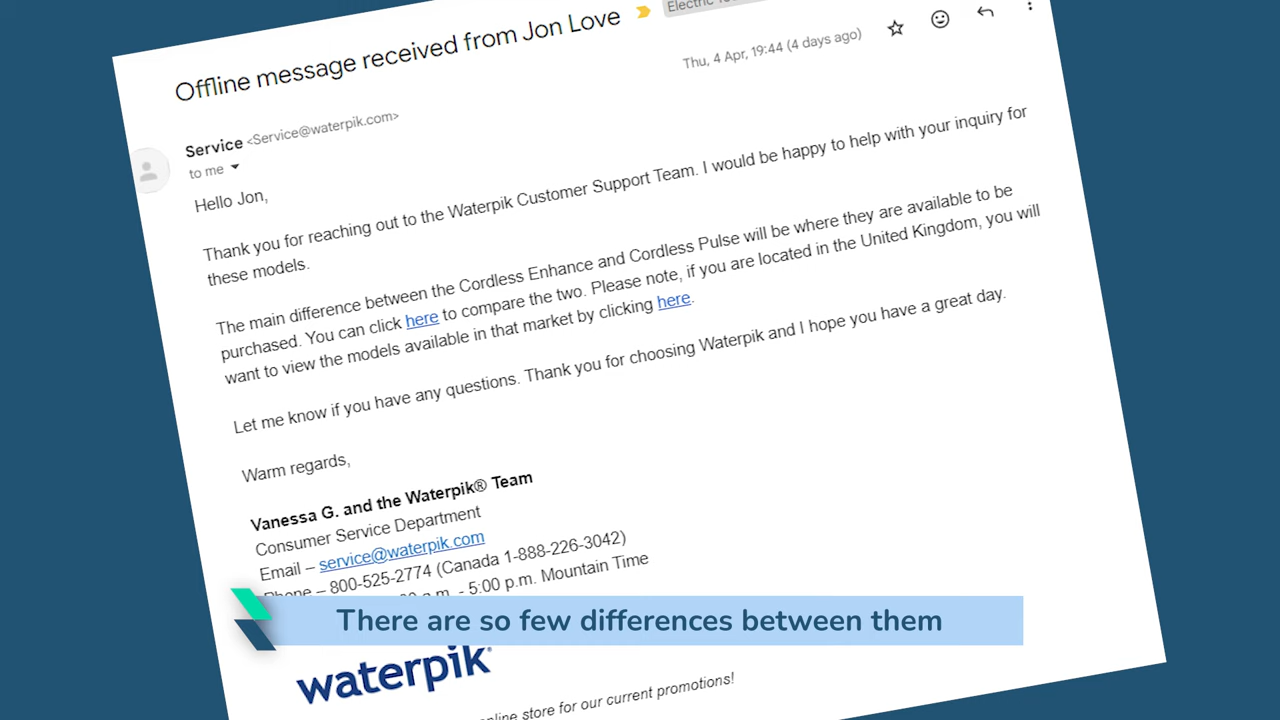 Offline message received from Jon Love
Electric
Thu, 4 Apr, 19:44 (4 days ago)
Service <Service@waterpik.com>
to me
Hello Jon,
Thank you for reaching out to the Waterpik Customer Support Team. I would be happy to help with your inquiry for
these models.
The main difference between the Cordless Enhance and Cordless Pulse will be where they are available to be
purchased. You can click here to compare the two. Please note, if you are located in the United Kingdom, you will
want to view the models available in that market by clicking here.
Let me know if you have any questions. Thank you for choosing Waterpik and I hope you have a great day.
Warm regards,
Vanessa G. and the Waterpik® Team
Consumer Service Department
Email – service@waterpik.com
Phone – 800-525-2774 (Canada 1-888-226-3042)
a.m. - 5:00 p.m. Mountain Time
There are so few differences between them
waterpik®
store for our current promotions!